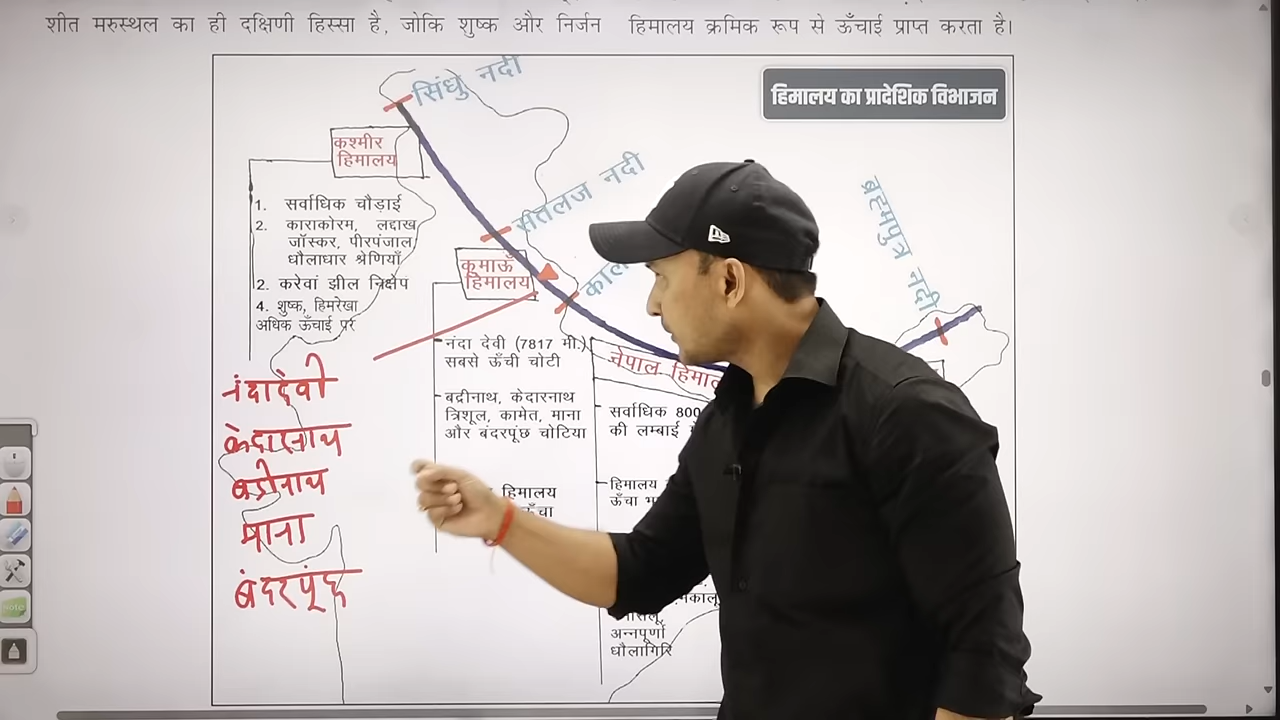 शीत मरुस्थल का ही दक्षिणी हिस्सा है, जोकि शुष्क और निर्जन
हिमालय क्रमिक रूप से ऊँचाई प्राप्त करता है।
हिमालय का प्रादेशिक विभाजन
सिंधु नदी
सतलज नदी
ब्रह्मपुत्र नदी
कश्मीर
हिमालय
1. सर्वाधिक चौड़ाई
2. काराकोरम, लद्दाख
जॉस्कर, पीरपंजाल
धौलाधार श्रेणियाँ
2. करेवां झील निक्षेप
4. शुष्क, हिमरेखा
अधिक ऊँचाई पर
कुमाऊँ
हिमालय
नंदा देवी (7817 मी.)
सबसे ऊँची चोटी
बद्रीनाथ, केदारनाथ
त्रिशूल, कामेत, माना
और बंदरपूंछ चोटिया
हिमालय
नेपाल
सर्वाधिक 800
की लम्बाई
हिमालय
ऊँचा
अन्नपूर्णा
धौलागिरि
नंदादेवी
केदारनाथ
बद्रीनाथ
माना
बंदरपूंछ
NOTE